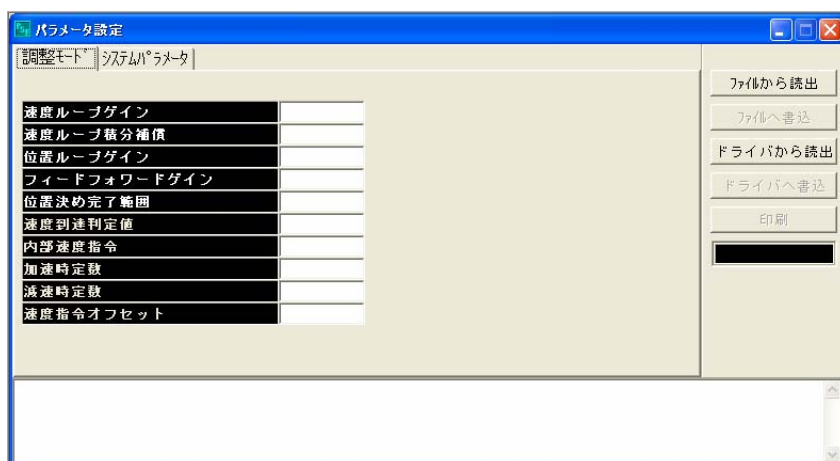 パラメータ設定
調整ﾓｰﾄﾞ
ｼｽﾃﾑﾊﾟﾗﾒｰﾀ
速度ループゲイン
速度ループ積分補償
位置ループゲイン
フィードフォワードゲイン
位置決め完了範囲
速度到達判定値
内部速度指令
加速時定数
減速時定数
速度指令オフセット
ﾌｧｲﾙから読出
ﾌｧｲﾙへ書込
ドライバから読出
ドライバへ書込
印刷